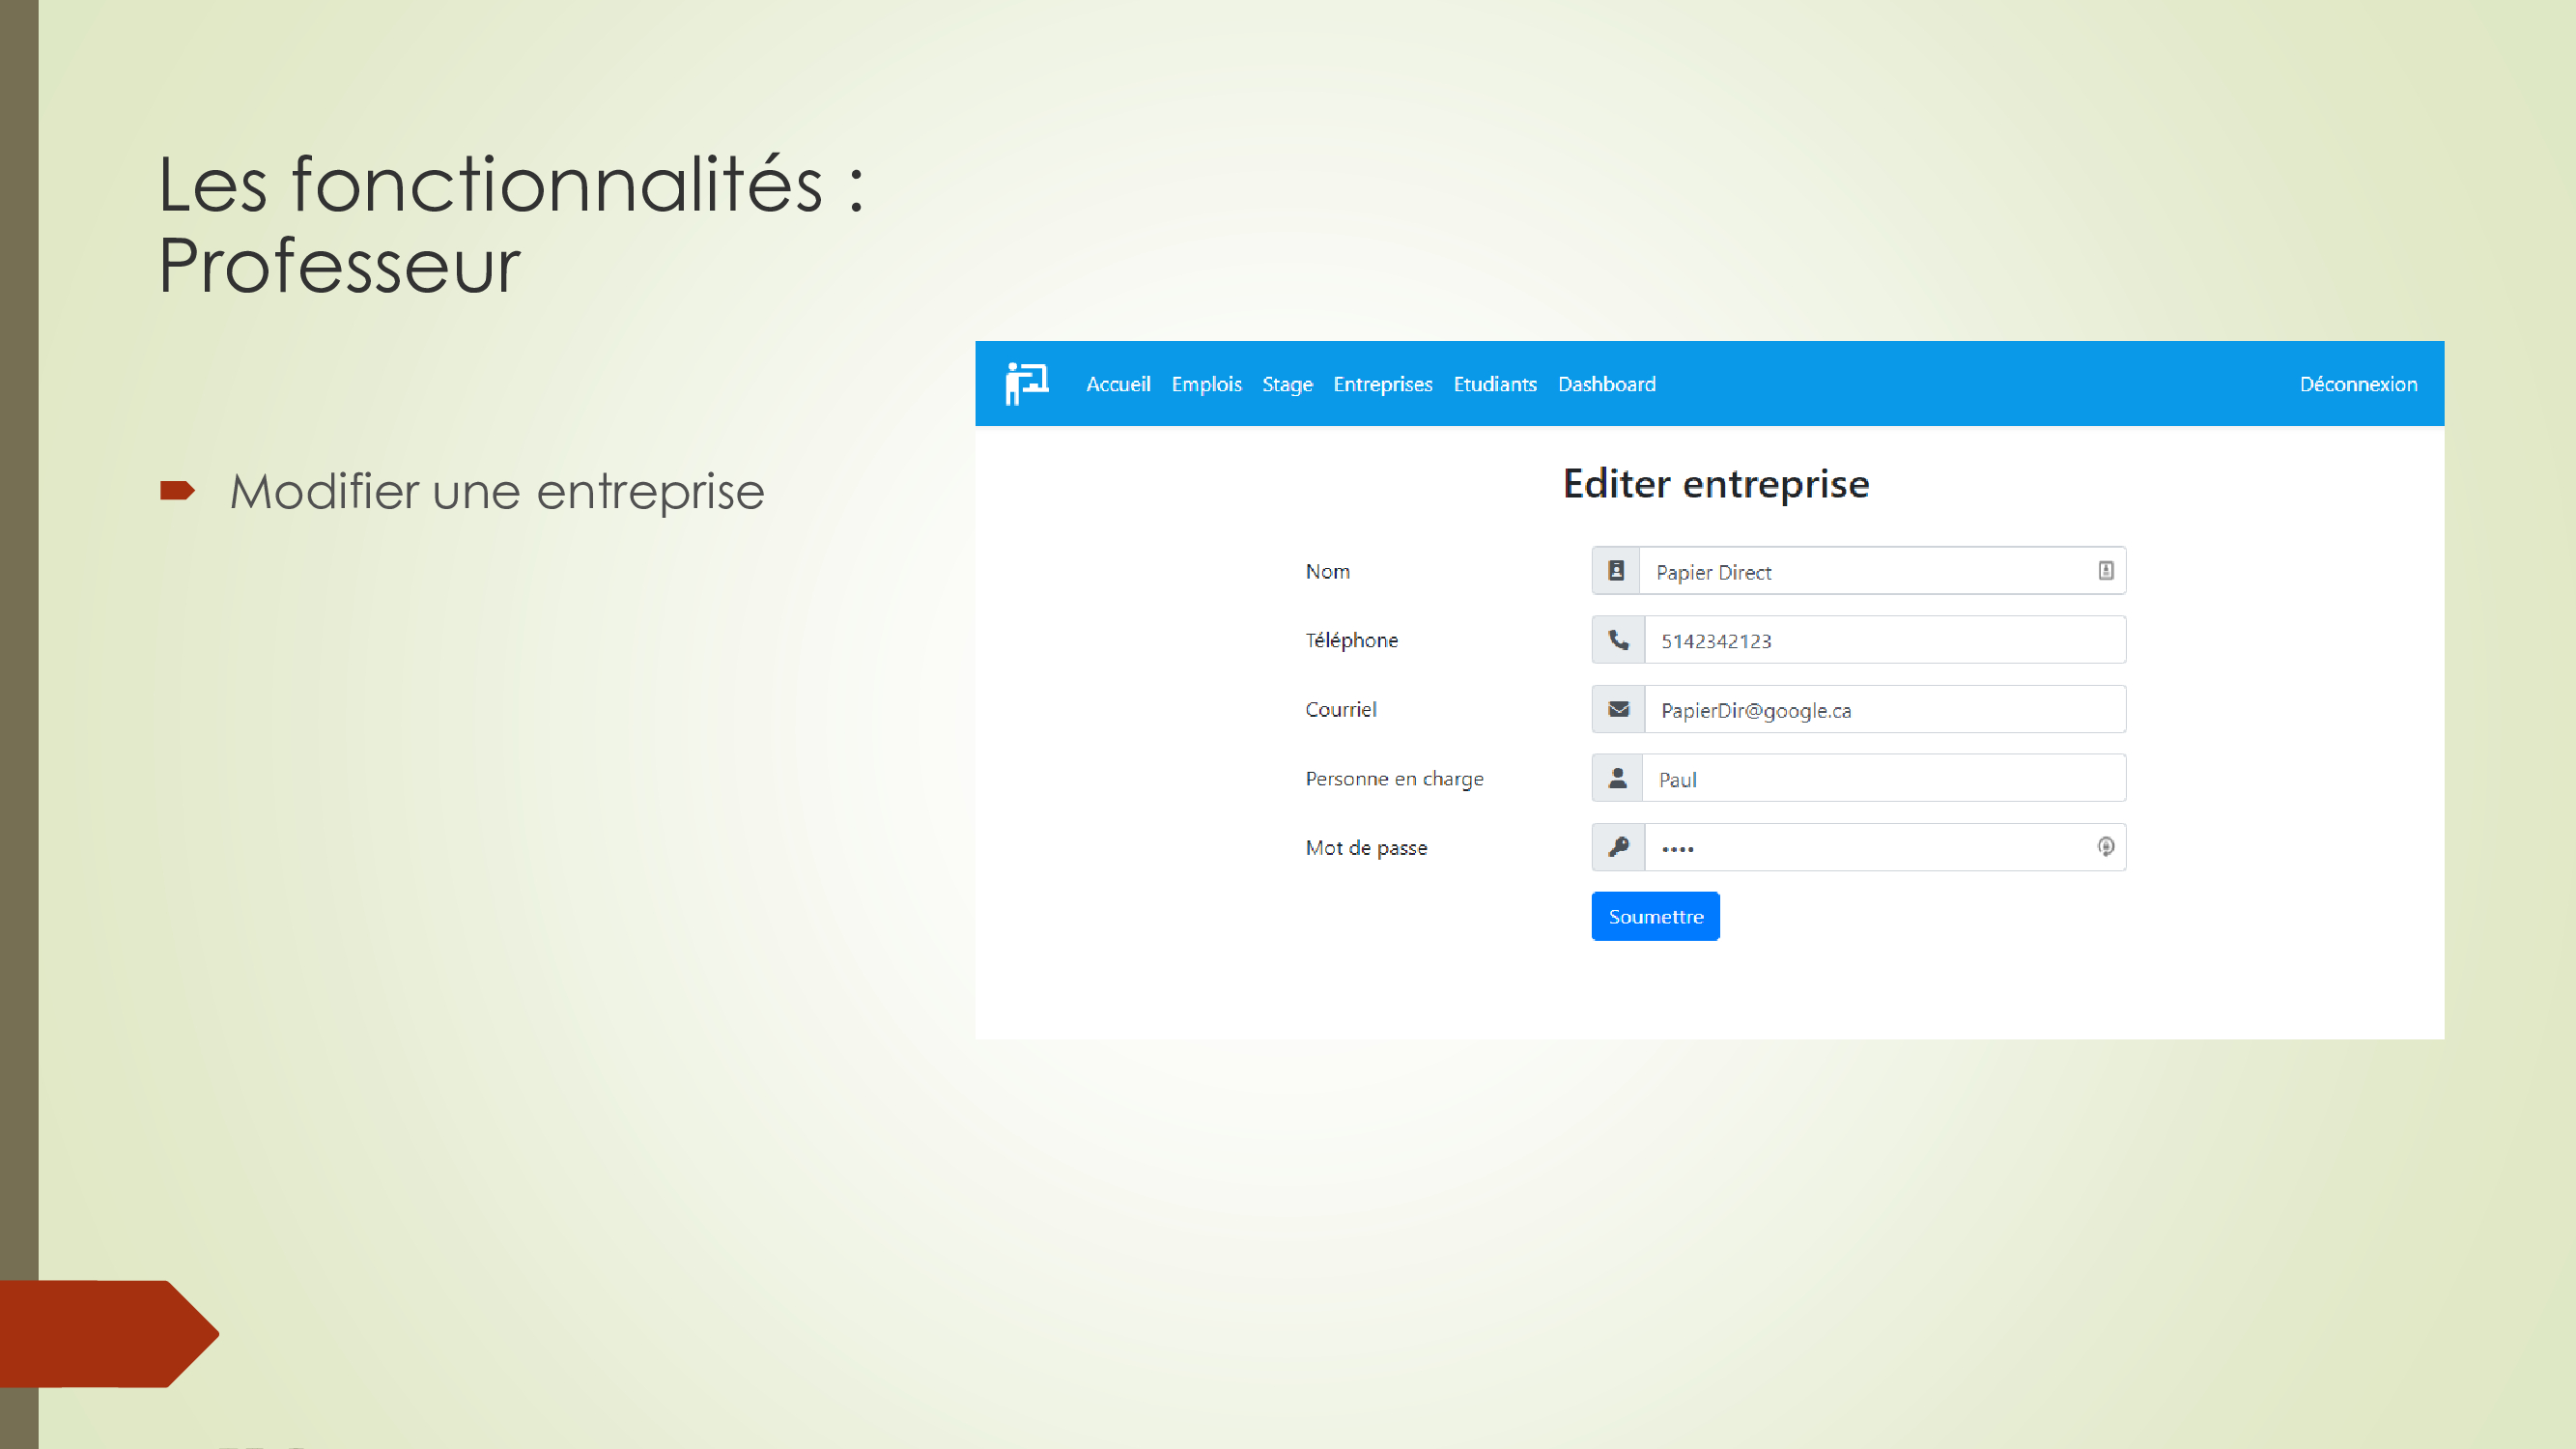 Les fonctionnalités :
Professeur
Modifier une entreprise
Accueil Emplois Stage Entreprises Etudiants Dashboard Déconnexion
Editer entreprise
Nom Papier Direct
Téléphone 5142342123
Courriel PapierDir@google.ca
Personne en charge Paul
Mot de passe ••••
Soumettre